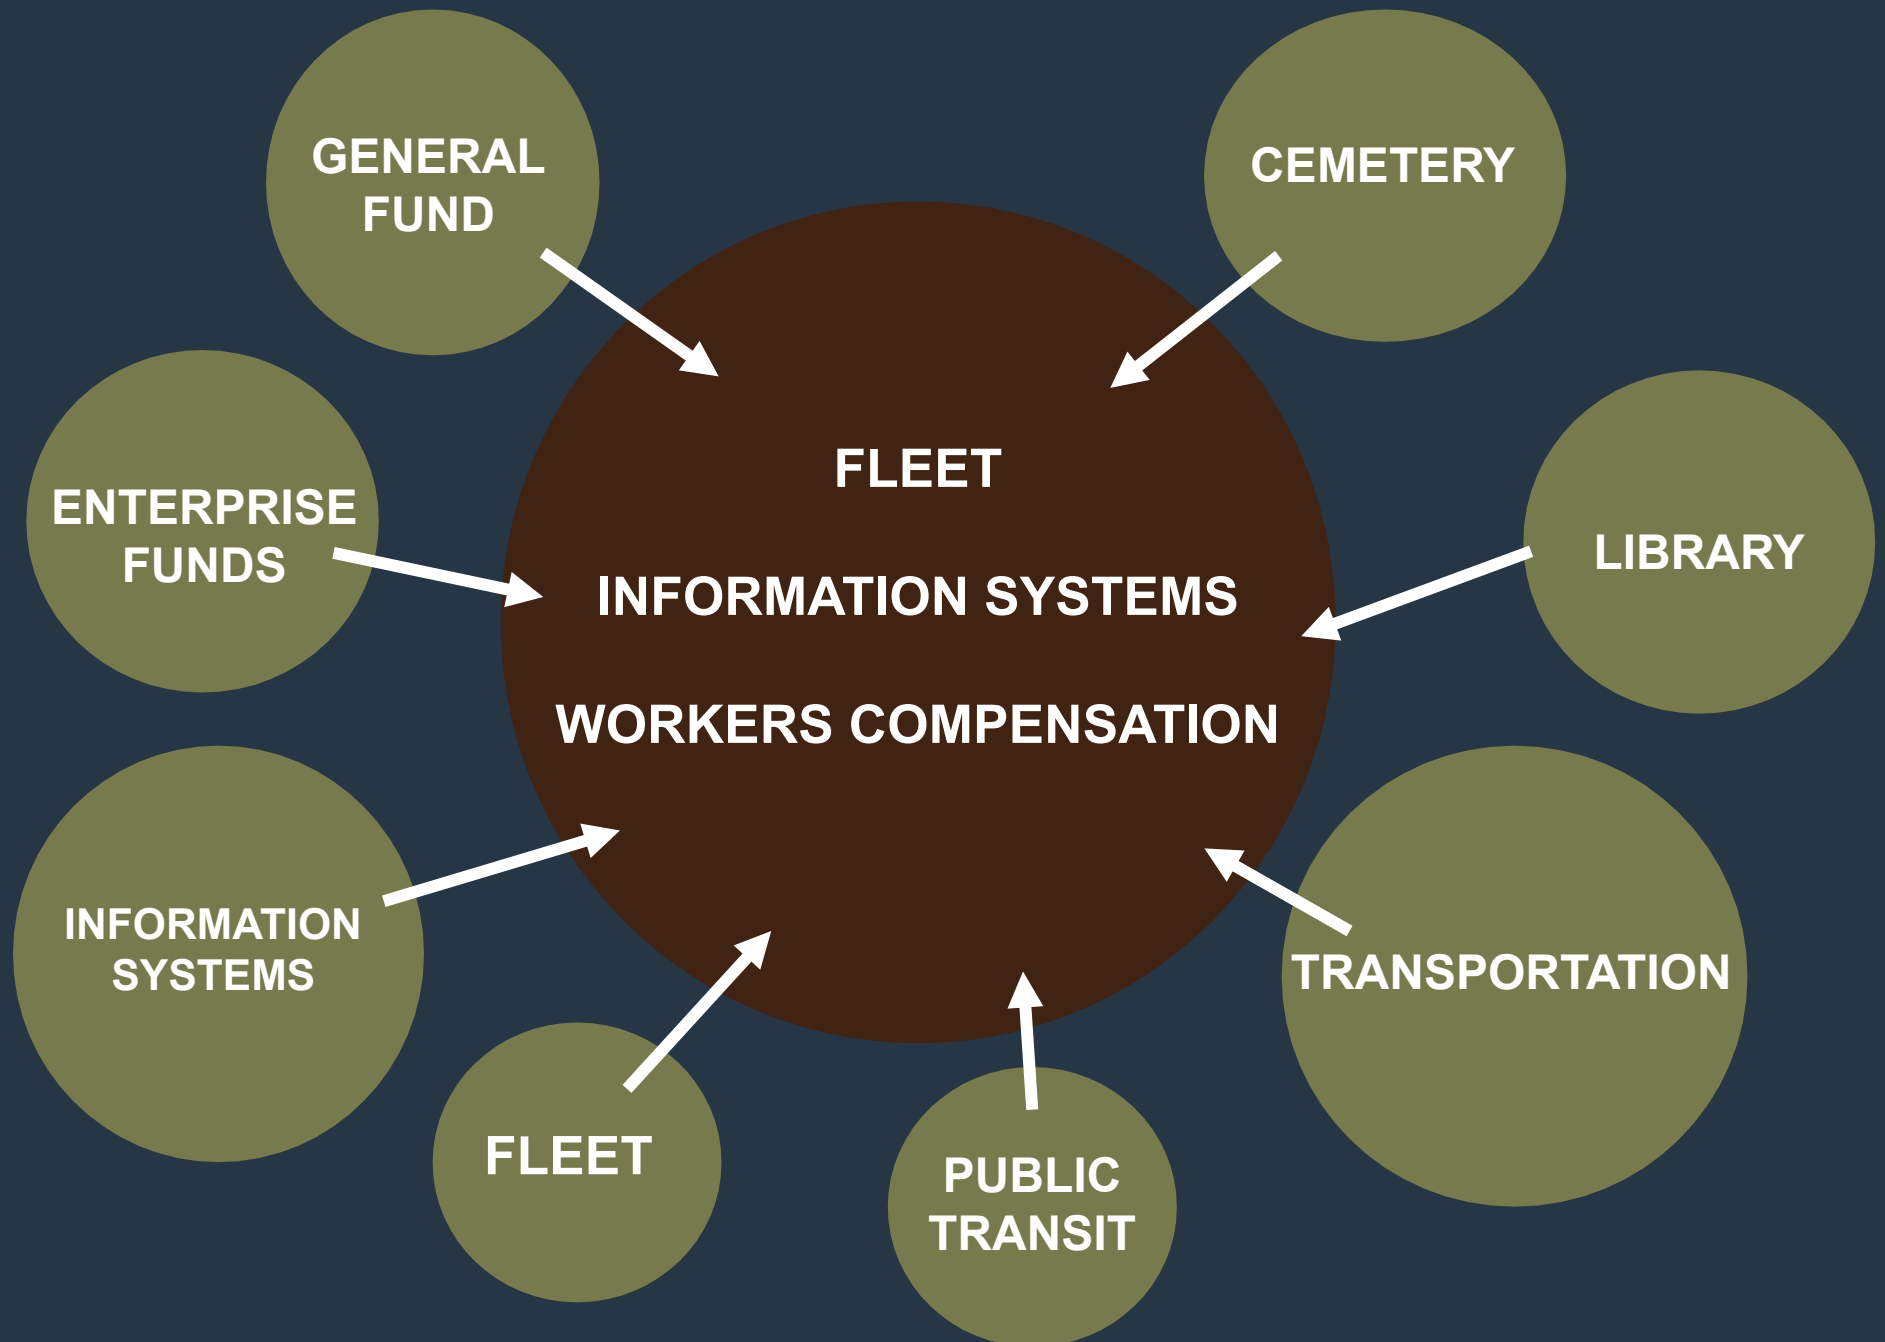 GENERAL
FUND
CEMETERY
ENTERPRISE
FUNDS
FLEET
INFORMATION SYSTEMS
WORKERS COMPENSATION
LIBRARY
INFORMATION
SYSTEMS
TRANSPORTATION
FLEET
PUBLIC
TRANSIT